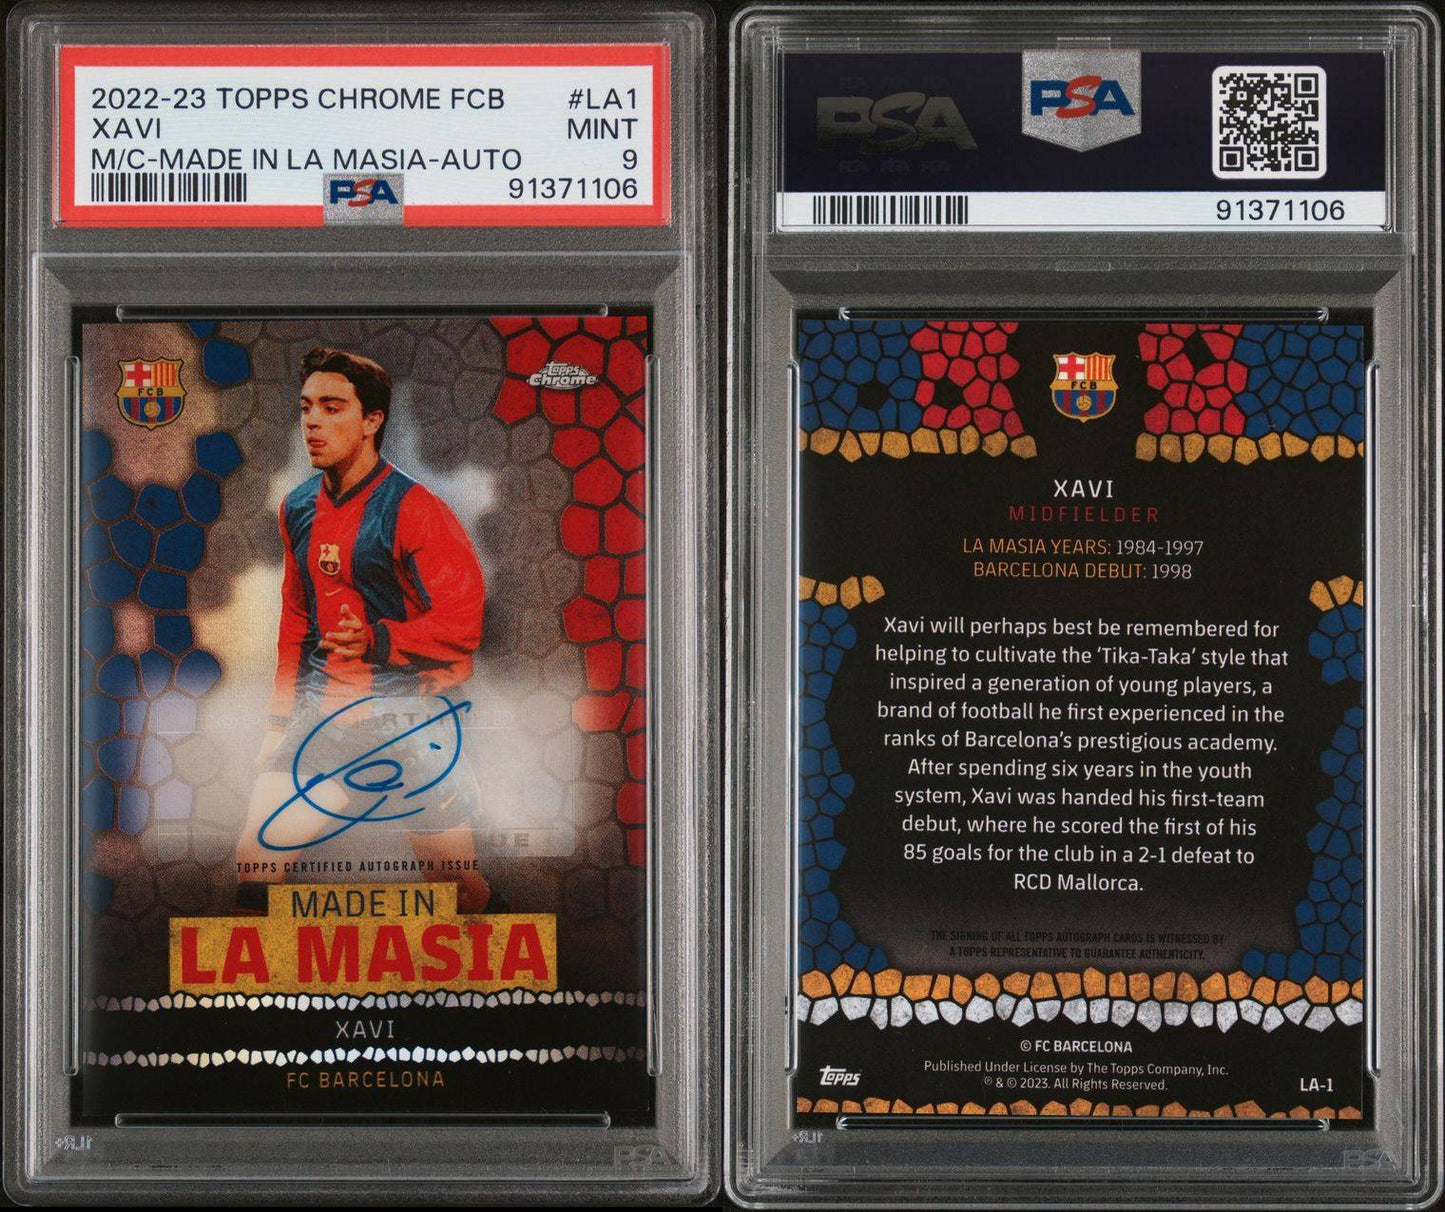 2022-23 TOPPS CHROME FCB #LA1
XAVI MINT
M/C-MADE IN LA MASIA-AUTO 9
PSA 91371106
FCB
Topps Chrome
TOPPS CERTIFIED
TOPPS CERTIFIED AUTOGRAPH ISSUE
MADE IN
LA MASIA
XAVI
FC BARCELONA
PSA
PSA PSA
91371106
FCB
XAVI
MIDFIELDER
LA MASIA YEARS: 1984-1997
BARCELONA DEBUT: 1998
Xavi will perhaps best be remembered for
helping to cultivate the ‘Tika-Taka’ style that
inspired a generation of young players, a
brand of football he first experienced in the
ranks of Barcelona’s prestigious academy.
After spending six years in the youth
system, Xavi was handed his first-team
debut, where he scored the first of his
85 goals for the club in a 2-1 defeat to
RCD Mallorca.
THE SIGNING OF ALL TOPPS AUTOGRAPH CARDS IS WITNESSED BY
A TOPPS REPRESENTATIVE TO GUARANTEE AUTHENTICITY.
© FC BARCELONA
Published Under License by The Topps Company, Inc.
® & © 2023. All Rights Reserved.
topps
LA-1
PSA